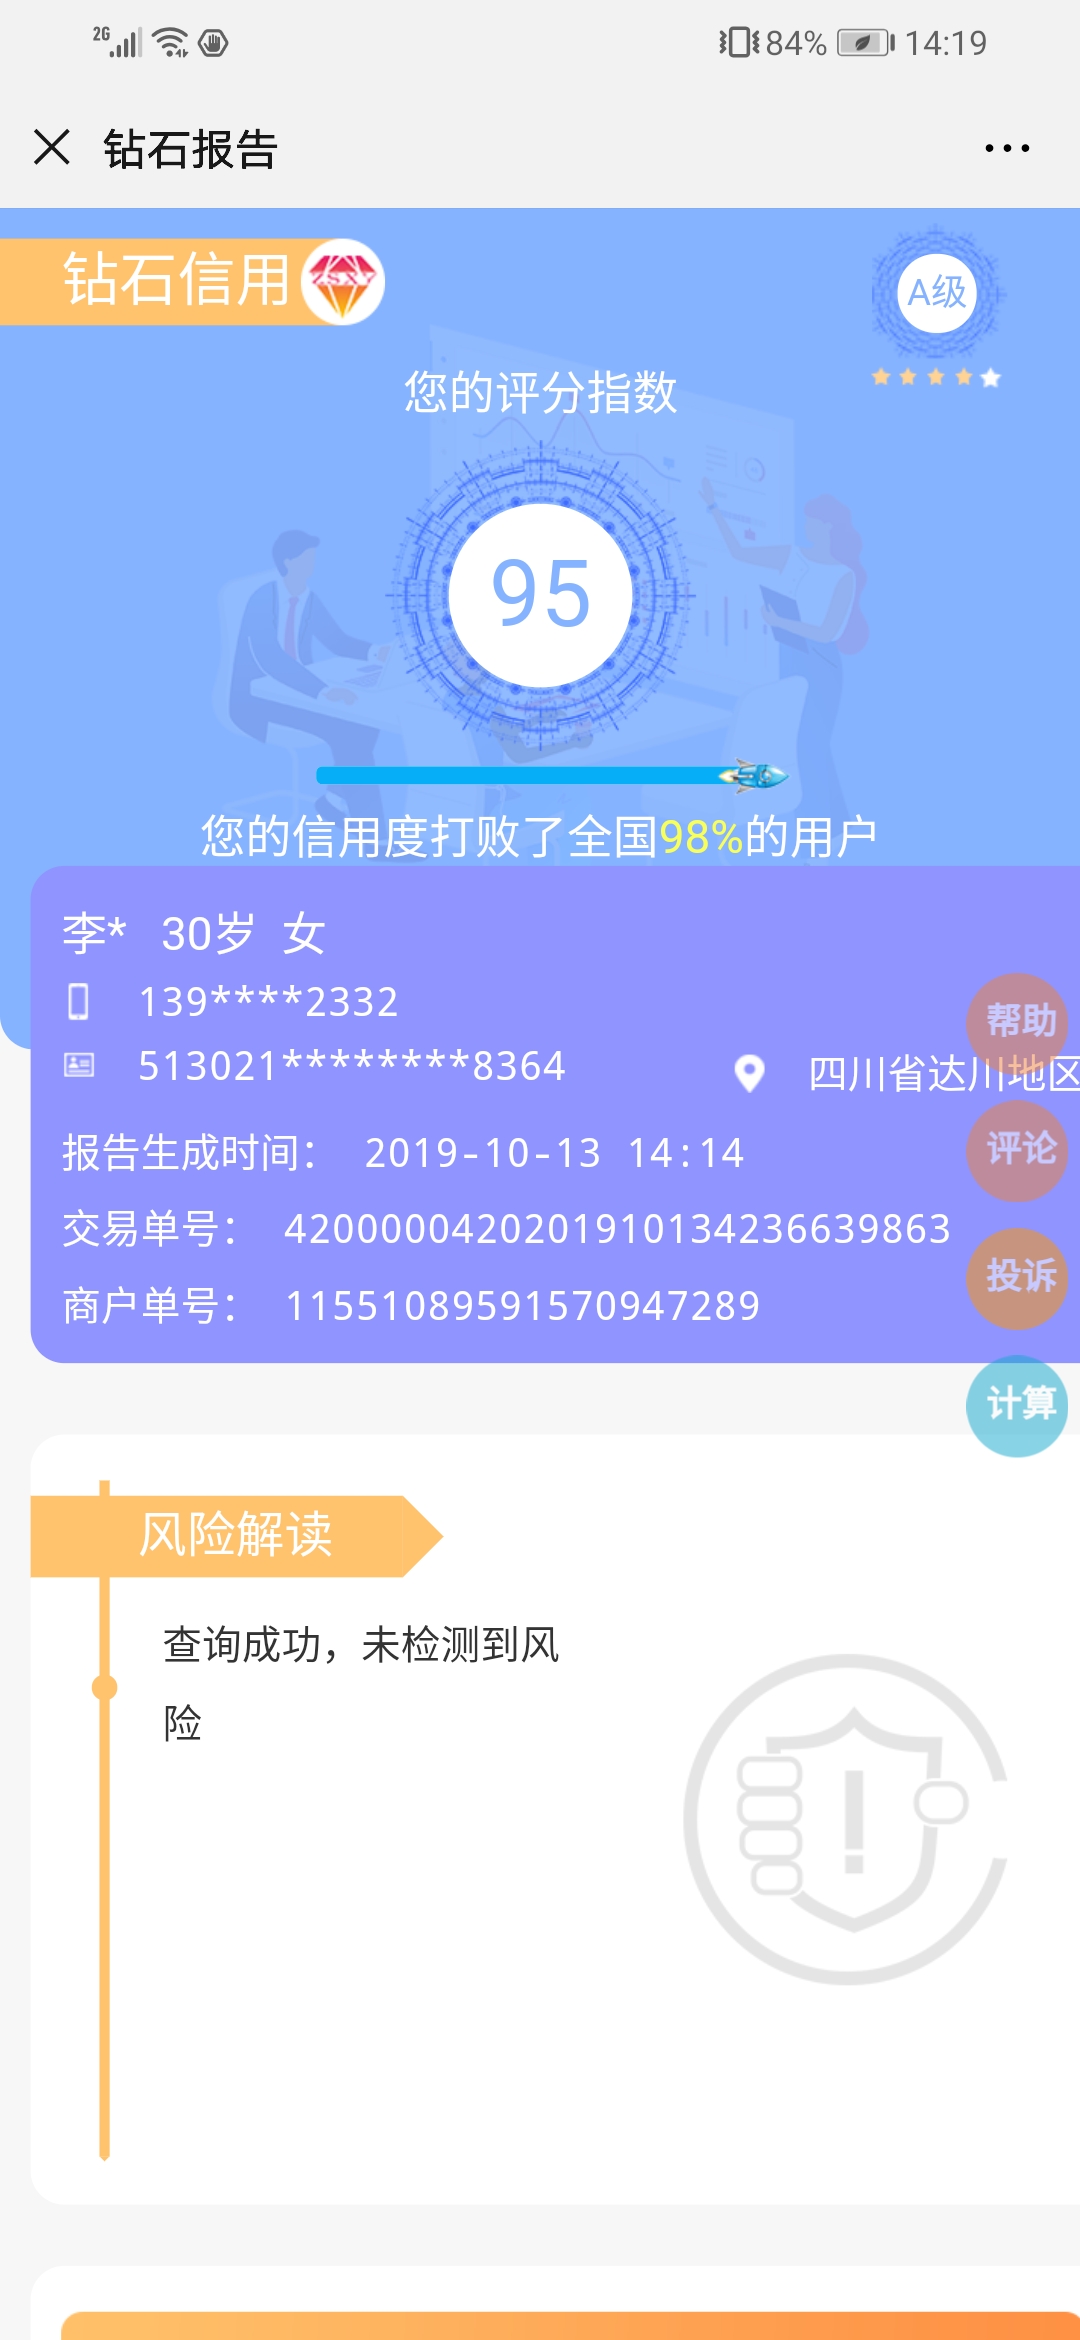 2G 84% 14:19
钻石报告
钻石信用 ZSXY
A级
您的评分指数
95
您的信用度打败了全国98%的用户
李* 30岁 女
139****2332
帮助
513021********8364 四川省达川地区
报告生成时间： 2019-10-13 14:14
评论
交易单号： 4200000420201910134236639863
投诉
商户单号： 11551089591570947289
计算
风险解读
查询成功，未检测到风
险